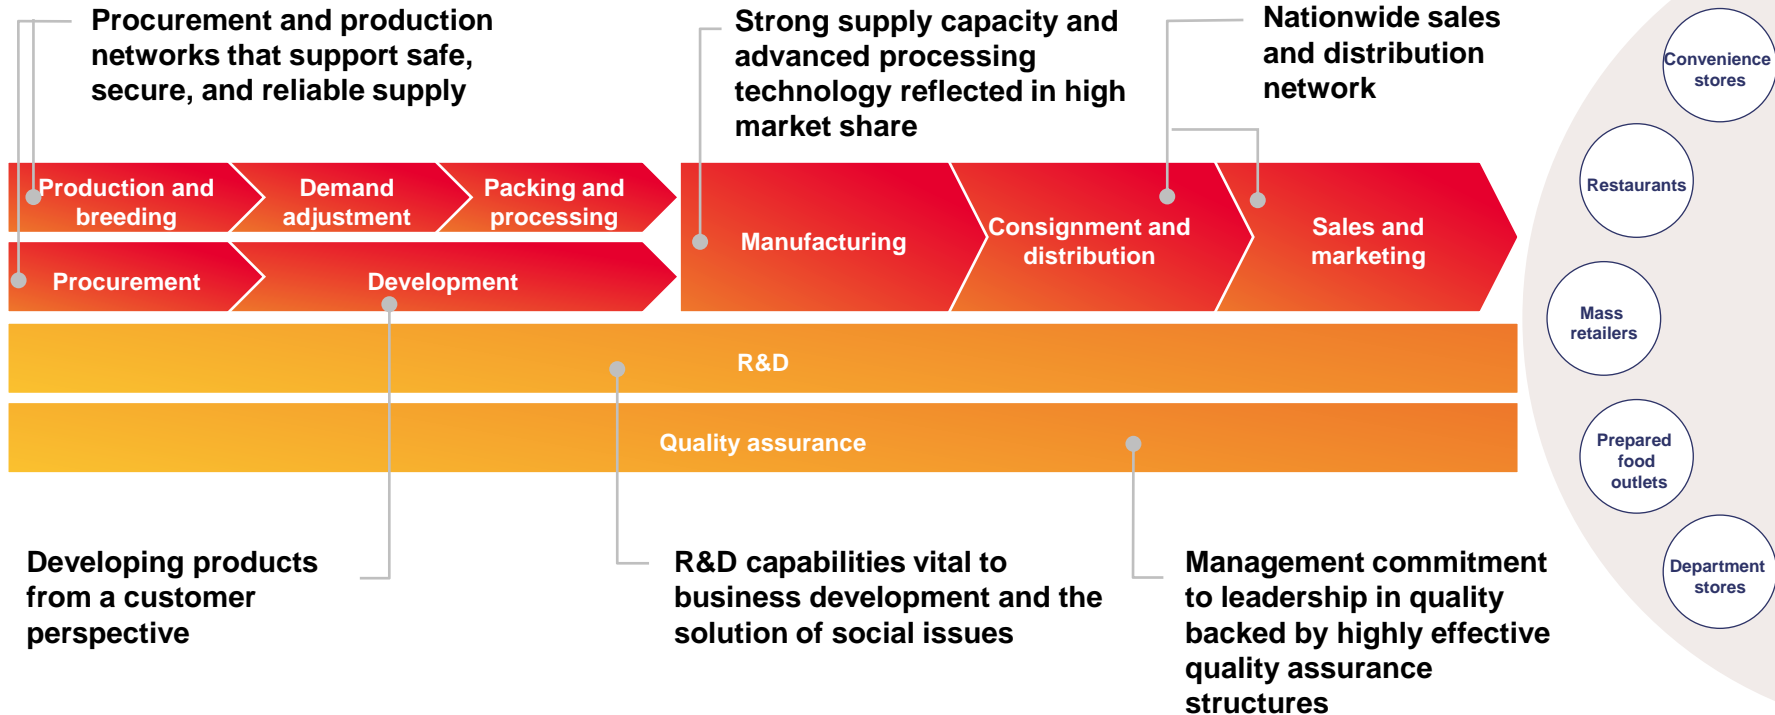 Procurement and production
networks that support safe,
secure, and reliable supply
Strong supply capacity and
advanced processing
technology reflected in high
market share
Nationwide sales
and distribution
network
Production and
breeding
Demand
adjustment
Packing and
processing
Procurement
Development
Manufacturing
Consignment and
distribution
Sales and
marketing
R&D
Quality assurance
Developing products
from a customer
perspective
R&D capabilities vital to
business development and the
solution of social issues
Management commitment
to leadership in quality
backed by highly effective
quality assurance
structures
Convenience
stores
Restaurants
Mass
retailers
Prepared
food
outlets
Department
stores